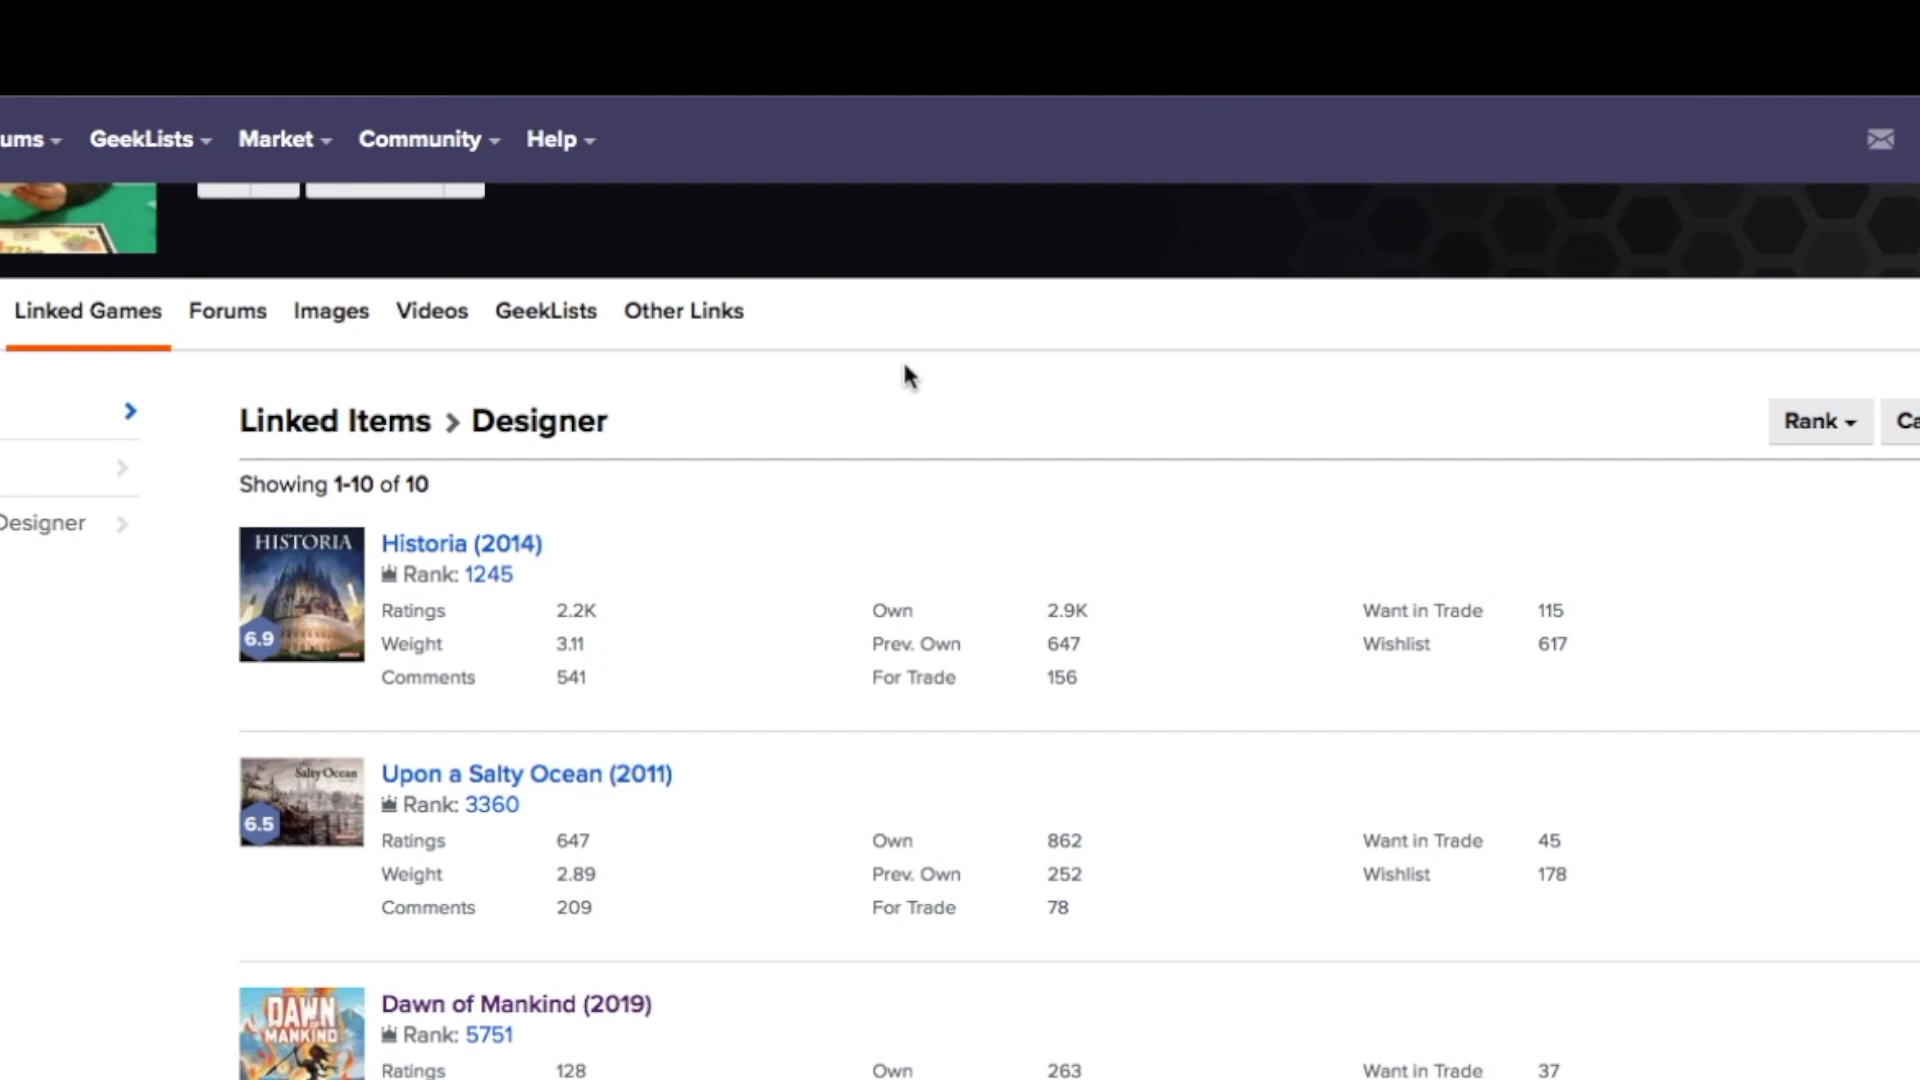 ums GeekLists Market Community Help
Linked Games Forums Images Videos GeekLists Other Links
Linked Items > Designer
Rank Ca
Showing 1-10 of 10
Designer
HISTORIA
6.9
Historia (2014)
Rank: 1245
Ratings 2.2K Own 2.9K Want in Trade 115
Weight 3.11 Prev. Own 647 Wishlist 617
Comments 541 For Trade 156
Salty Ocean
6.5
Upon a Salty Ocean (2011)
Rank: 3360
Ratings 647 Own 862 Want in Trade 45
Weight 2.89 Prev. Own 252 Wishlist 178
Comments 209 For Trade 78
DAWN
OF
MANKIND
Dawn of Mankind (2019)
Rank: 5751
Ratings 128 Own 263 Want in Trade 37